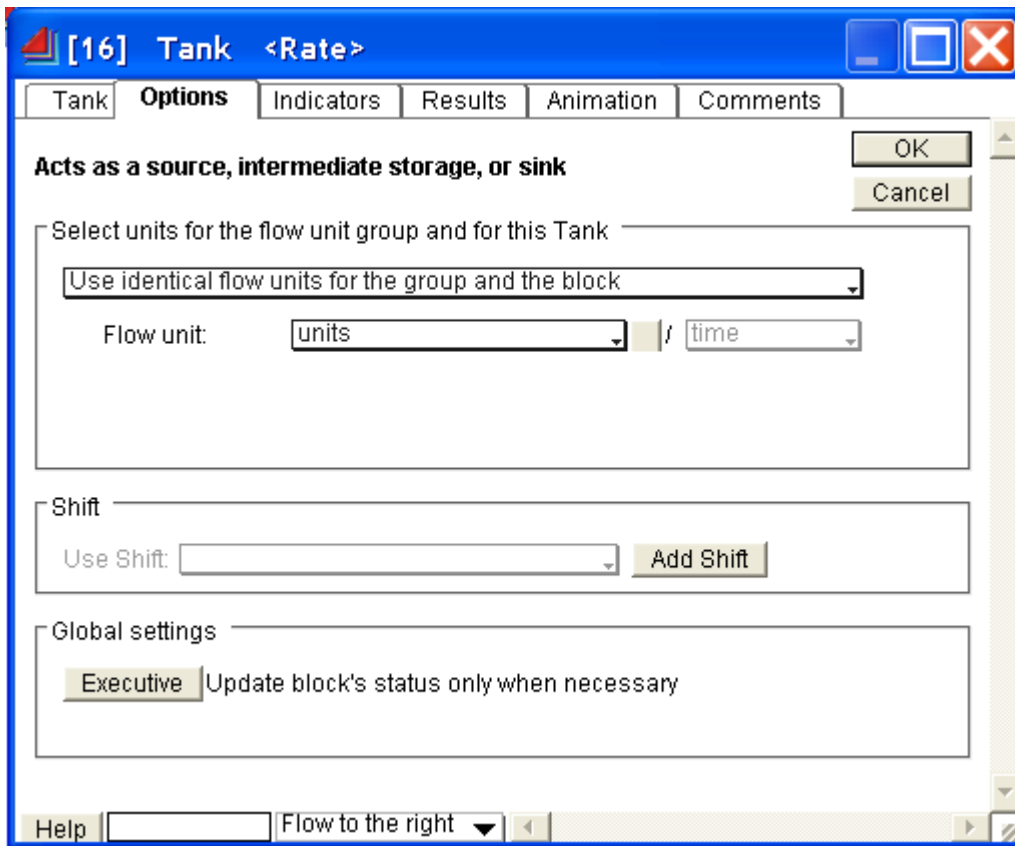 [16] Tank <Rate>
Tank Options Indicators Results Animation Comments
Acts as a source, intermediate storage, or sink
OK
Cancel
Select units for the flow unit group and for this Tank
Use identical flow units for the group and the block
Flow unit: units / time
Shift
Use Shift: Add Shift
Global settings
Executive Update block's status only when necessary
Help Flow to the right